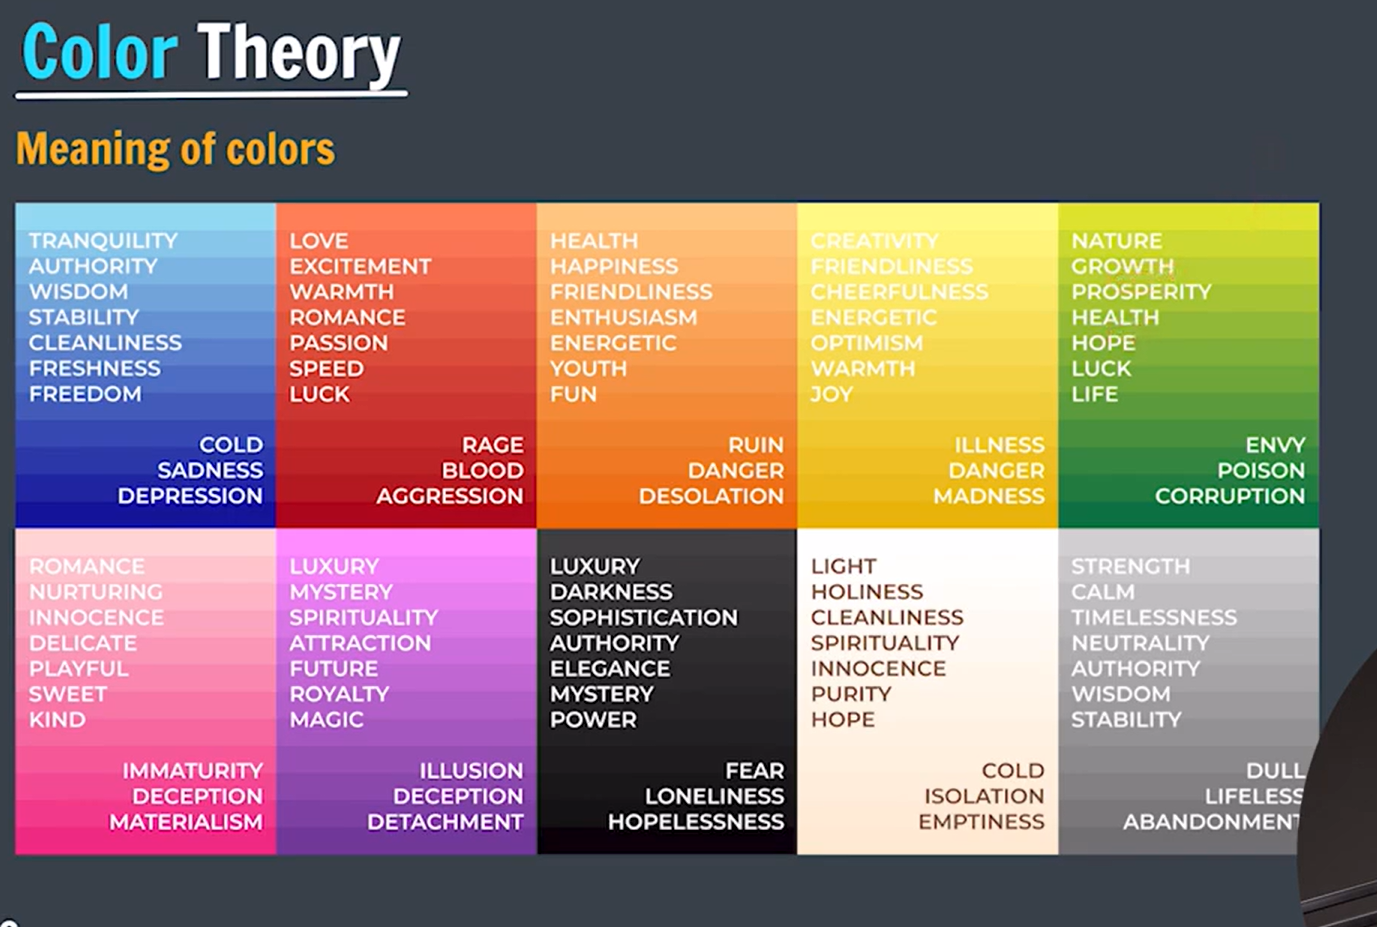 Color Theory
Meaning of colors
TRANQUILITY
AUTHORITY
WISDOM
STABILITY
CLEANLINESS
FRESHNESS
FREEDOM
COLD
SADNESS
DEPRESSION
LOVE
EXCITEMENT
WARMTH
ROMANCE
PASSION
SPEED
LUCK
RAGE
BLOOD
AGGRESSION
HEALTH
HAPPINESS
FRIENDLINESS
ENTHUSIASM
ENERGETIC
YOUTH
FUN
RUIN
DANGER
DESOLATION
CREATIVITY
FRIENDLINESS
CHEERFULNESS
ENERGETIC
OPTIMISM
WARMTH
JOY
ILLNESS
DANGER
MADNESS
NATURE
GROWTH
PROSPERITY
HEALTH
HOPE
LUCK
LIFE
ENVY
POISON
CORRUPTION
ROMANCE
NURTURING
INNOCENCE
DELICATE
PLAYFUL
SWEET
KIND
IMMATURITY
DECEPTION
MATERIALISM
LUXURY
MYSTERY
SPIRITUALITY
ATTRACTION
FUTURE
ROYALTY
MAGIC
ILLUSION
DECEPTION
DETACHMENT
LUXURY
DARKNESS
SOPHISTICATION
AUTHORITY
ELEGANCE
MYSTERY
POWER
FEAR
LONELINESS
HOPELESSNESS
LIGHT
HOLINESS
CLEANLINESS
SPIRITUALITY
INNOCENCE
PURITY
HOPE
COLD
ISOLATION
EMPTINESS
STRENGTH
CALM
TIMELESSNESS
NEUTRALITY
AUTHORITY
WISDOM
STABILITY
DULL
LIFELESS
ABANDONMENT